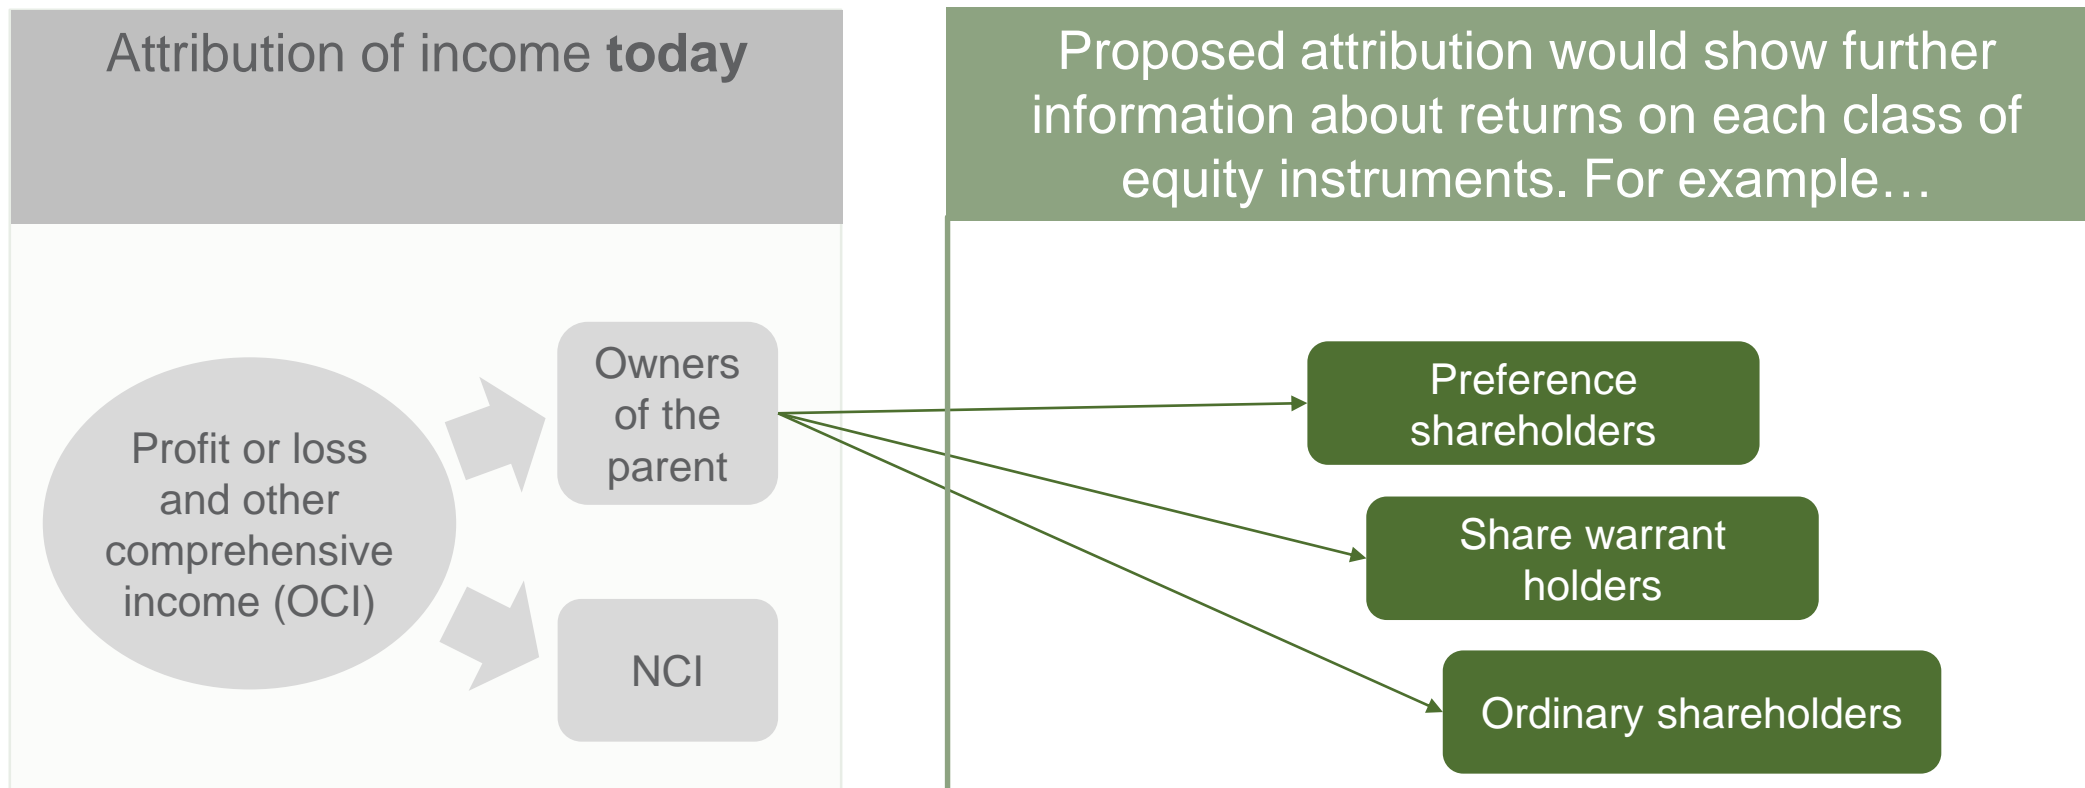 Attribution of income today
Proposed attribution would show further
information about returns on each class of
equity instruments. For example…
Profit or loss
and other
comprehensive
income (OCI)
Owners
of the
parent
NCI
Preference
shareholders
Share warrant
holders
Ordinary shareholders